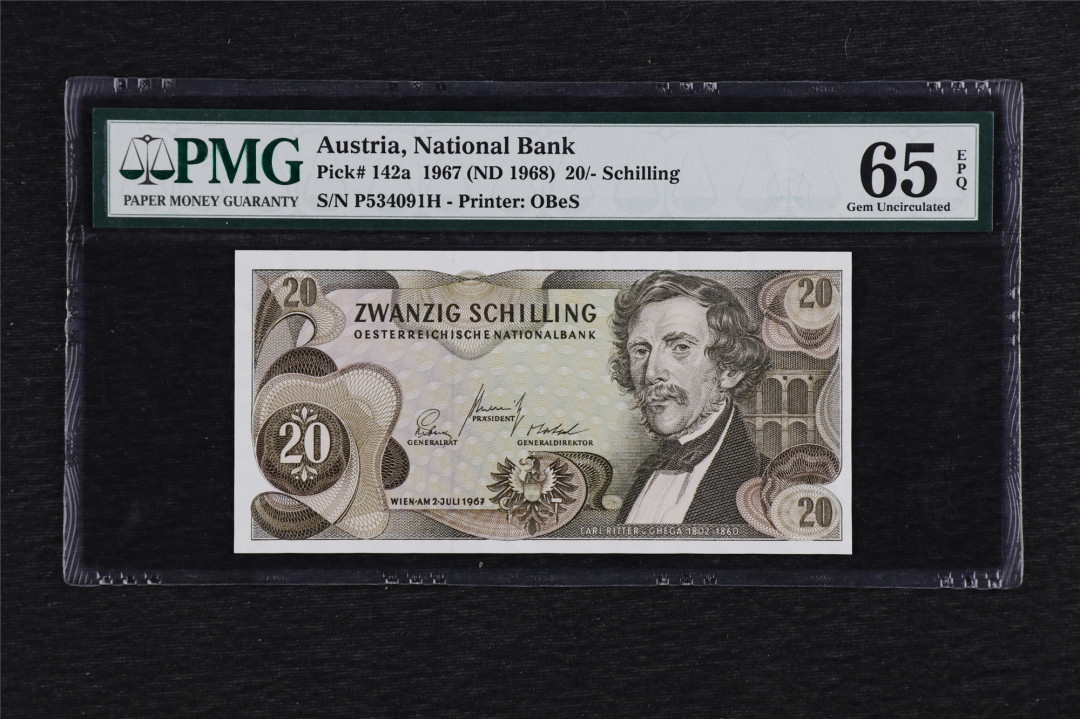 PMG
PAPER MONEY GUARANTY
Austria, National Bank
Pick# 142a 1967 (ND 1968) 20/- Schilling
S/N P534091H - Printer: OBeS
65
EPQ
Gem Uncirculated
20
20
ZWANZIG SCHILLING
OESTERREICHISCHE NATIONALBANK
PRÄSIDENT
GENERALRAT
GENERALDIREKTOR
20
WIEN·AM 2·JULI 1967
20
CARL RITTER v. GHEGA 1802-1860